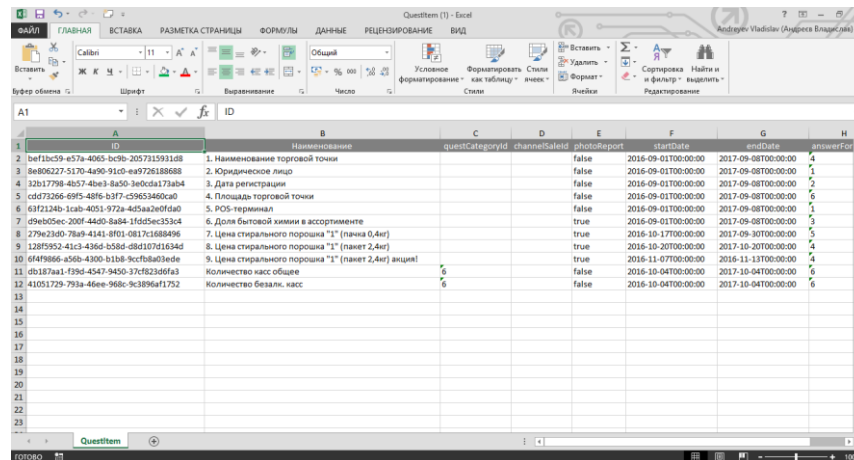 QuestItem (1) - Excel
ФАЙЛ ГЛАВНАЯ ВСТАВКА РАЗМЕТКА СТРАНИЦЫ ФОРМУЛЫ ДАННЫЕ РЕЦЕНЗИРОВАНИЕ ВИД Andreyev Vladislav (Андреев Владислав)
Вставить Calibri 11 Общий Условное форматирование Форматировать как таблицу Стили ячеек Вставить Удалить Формат Сортировка и фильтр Найти и выделить
Буфер обмена Шрифт Выравнивание Число Стили Ячейки Редактирование
A1 fx ID
A B C D E F G H
1 ID Наименование questCategoryId channelSaleId photoReport startDate endDate answerFor
2 bef1bc59-e57a-4065-bc9b-2057315931d8 1. Наименование торговой точки false 2016-09-01T00:00:00 2017-09-08T00:00:00 4
3 8e806227-5170-4a90-91c0-ea9726188688 2. Юридическое лицо false 2016-09-01T00:00:00 2017-09-08T00:00:00 1
4 32b17798-4b57-4be3-8a50-3e0cda173ab4 3. Дата регистрации false 2016-09-01T00:00:00 2017-09-08T00:00:00 2
5 cdd73266-69f5-48f6-b3f7-c59653460ca0 4. Площадь торговой точки false 2016-09-01T00:00:00 2017-09-08T00:00:00 6
6 63f2124b-1cab-4051-972a-4d5aa2e0fda0 5. POS-терминал false 2016-09-01T00:00:00 2017-09-08T00:00:00 1
7 d9eb05ec-200f-44d0-8a84-1fdd5ec353c4 6. Доля бытовой химии в ассортименте true 2016-09-01T00:00:00 2017-09-08T00:00:00 3
8 279e23d0-78a9-4141-8f01-0817c1688496 7. Цена стирального порошка "1" (пачка 0,4кг) true 2016-10-17T00:00:00 2017-09-30T00:00:00 5
9 128f5952-41c3-436d-b58d-d8d107d1634d 8. Цена стирального порошка "1" (пакет 2,4кг) true 2016-10-20T00:00:00 2017-10-20T00:00:00 4
10 6f4f9866-a56b-4300-b1b8-9ccfb8a03ede 9. Цена стирального порошка "1" (пакет 2,4кг) акция! true 2016-11-07T00:00:00 2016-11-13T00:00:00 4
11 db187aa1-f39d-4547-9450-37cf823d6fa3 Количество касс общее 6 false 2016-10-04T00:00:00 2017-10-04T00:00:00 6
12 41051729-793a-46ee-968c-9c3896af1752 Количество безалк. касс 6 false 2016-10-04T00:00:00 2017-10-04T00:00:00 6
13
14
15
16
17
18
19
20
21
22
23
QuestItem
ГОТОВО 100